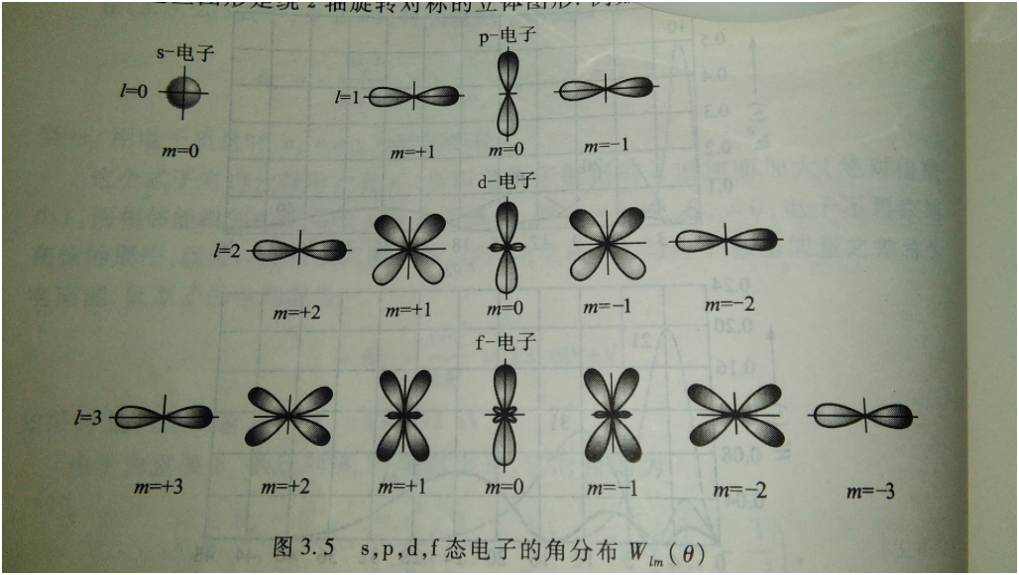 s-电子
p-电子
l=0
l=1
m=0
m=+1
m=0
m=-1
d-电子
l=2
m=+2
m=+1
m=0
m=-1
m=-2
f-电子
l=3
m=+3
m=+2
m=+1
m=0
m=-1
m=-2
m=-3
图 3.5 s,p,d,f 态电子的角分布 Wlm(θ)